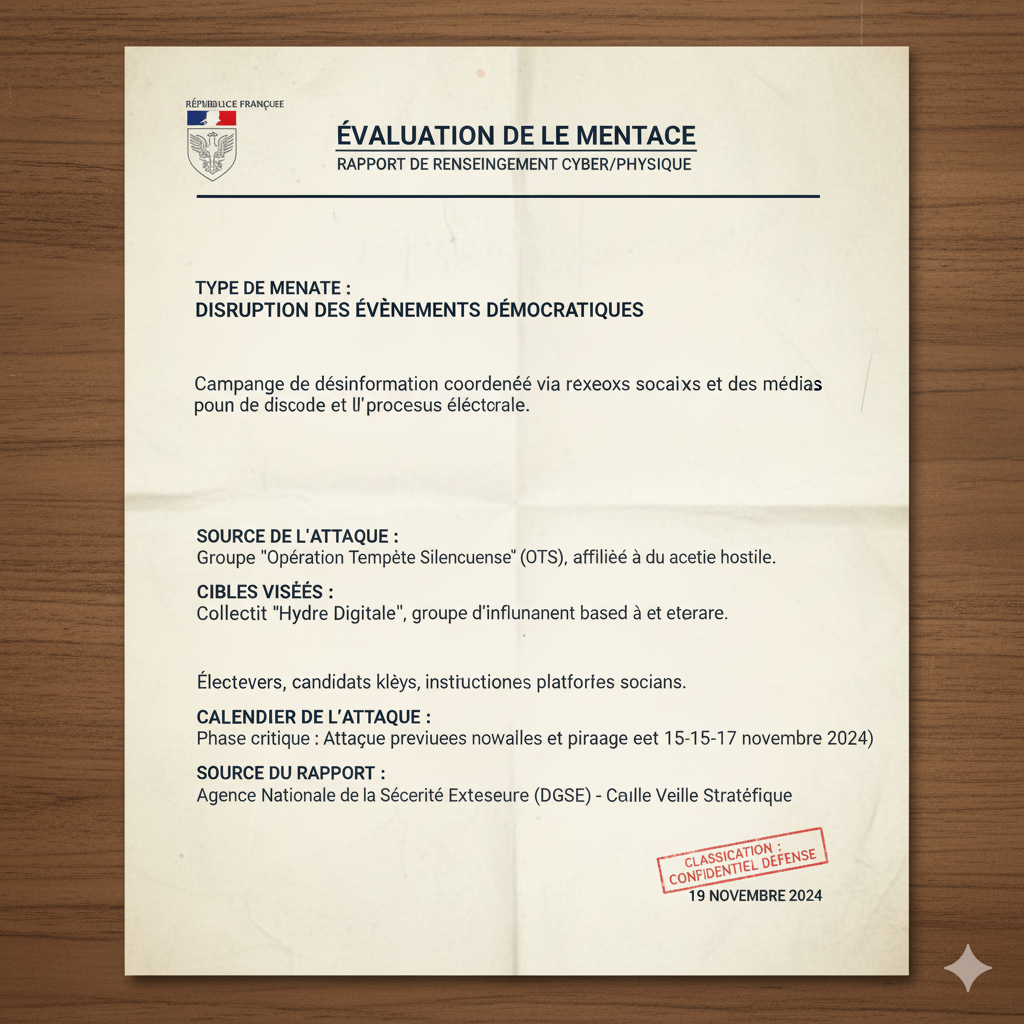 RÉPUBLIUCE FRANÇUEE
ÉVALUATION DE LE MENTACE
RAPPORT DE RENSEINGEMENT CYBER/PHYSIQUE
TYPE DE MENATE :
DISRUPTION DES ÉVÈNEMENTS DÉMOCRATIQUES
Campange de désinformation coordenéé via rexeoxs socaixs et des médias
poun de discode et ll'procesus éléctorale.
SOURCE DE L'ATTAQUE :
Groupe "Opération Tempète Silencuense" (OTS), affilièé à du acetie hostile.
CIBLES VISÉÉS :
Collectit "Hydre Digitale", groupe d'influnanent based à et eterare.
Électevers, candidats klèys, instiuctiones platforfes socians.
CALENDIER DE L'ATTAQUE :
Phase critique : Attaçue previuees nowalles et piraage eet 15-15-17 novembre 2024)
SOURCE DU RAPPORT :
Agence Nationale de la Sécerité Exteseure (DGSE) - Caille Veille Stratéfique
CLASSICATION :
CONFIDENTIEL DÉFENSE
19 NOVEMBRE 2024